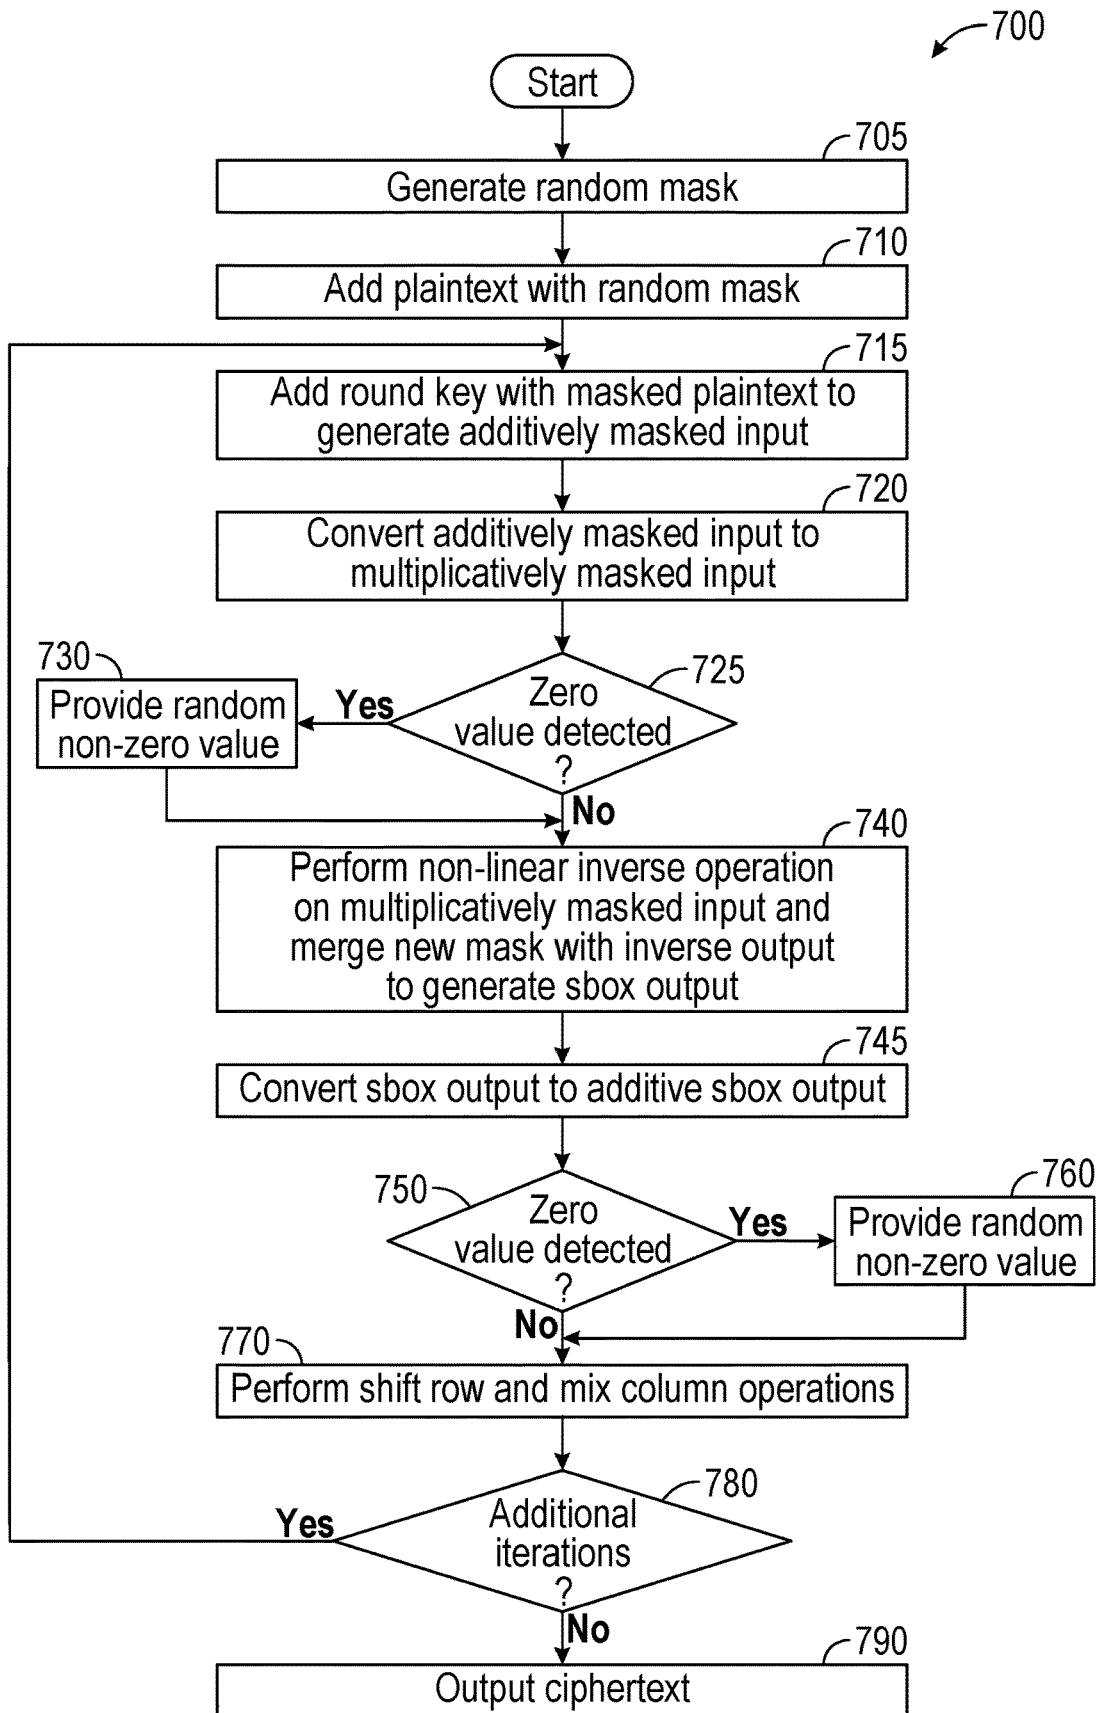 700
Start
705
Generate random mask
710
Add plaintext with random mask
715
Add round key with masked plaintext to
generate additively masked input
720
Convert additively masked input to
multiplicatively masked input
725
Zero
value detected
?
Yes
730
Provide random
non-zero value
No
740
Perform non-linear inverse operation
on multiplicatively masked input and
merge new mask with inverse output
to generate sbox output
745
Convert sbox output to additive sbox output
750
Zero
value detected
?
Yes
760
Provide random
non-zero value
No
770
Perform shift row and mix column operations
780
Additional
iterations
?
Yes
No
790
Output ciphertext